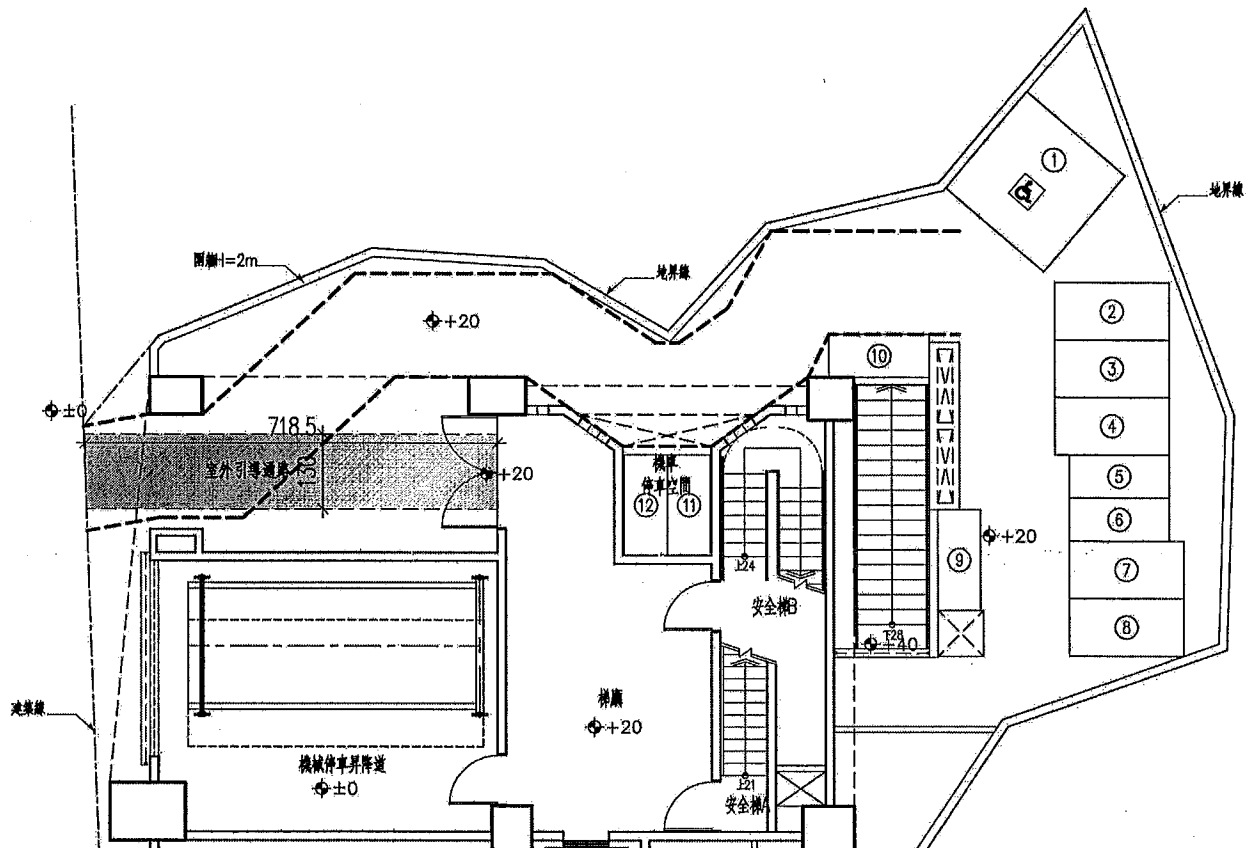 ①
地界線
圍牆H=2m
地界線
②
+20
⑩
③
±0
718.5
④
室外引導通路
150
+20
機車
停車空間
⑫
⑪
⑤
⑥
+20
⑨
上24
⑦
安全梯B
⑧
下28
-40
建築線
梯廳
+20
機械停車昇降道
±0
上21
安全梯A